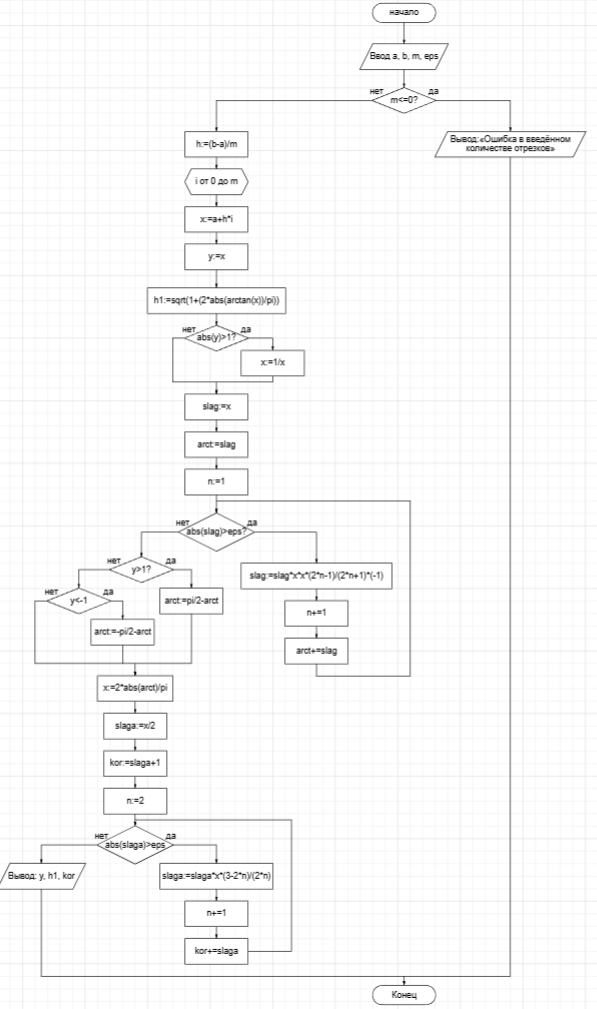 начало
Ввод a, b, m, eps
нет
m<=0?
да
h:=(b-a)/m
Вывод:«Ошибка в введённом
количестве отрезков»
i от 0 до m
x:=a+h*i
y:=x
h1:=sqrt(1+(2*abs(arctan(x))/pi))
нет
abs(y)>1?
да
x:=1/x
slag:=x
arct:=slag
n:=1
нет
abs(slag)>eps?
да
нет
y>1?
да
slag:=slag*x*x*(2*n-1)/(2*n+1)*(-1)
нет
y<-1
да
arct:=pi/2-arct
n+=1
arct:=-pi/2-arct
arct+=slag
x:=2*abs(arct)/pi
slaga:=x/2
kor:=slaga+1
n:=2
нет
abs(slaga)>eps
да
Вывод: y, h1, kor
slaga:=slaga*x*(3-2*n)/(2*n)
n+=1
kor+=slaga
Конец